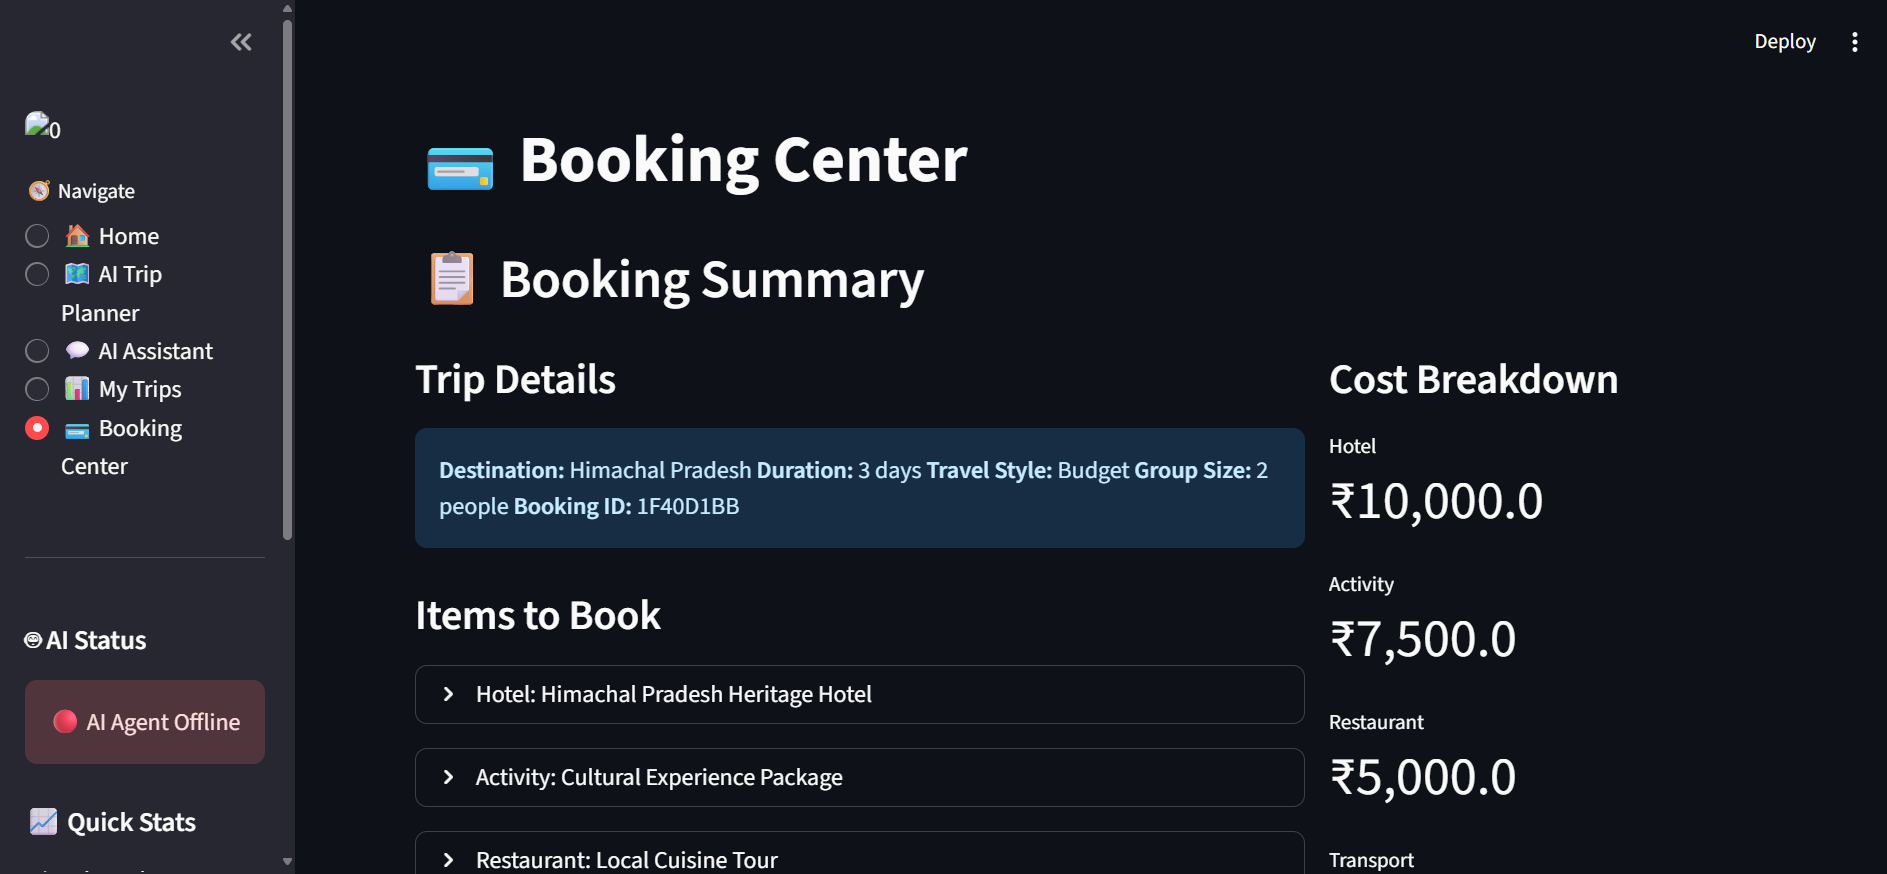 Deploy
0
Navigate
Home
AI Trip
Planner
AI Assistant
My Trips
Booking
Center
AI Status
AI Agent Offline
Quick Stats
Booking Center
Booking Summary
Trip Details
Destination: Himachal Pradesh Duration: 3 days Travel Style: Budget Group Size: 2
people Booking ID: 1F40D1BB
Items to Book
Hotel: Himachal Pradesh Heritage Hotel
Activity: Cultural Experience Package
Restaurant: Local Cuisine Tour
Cost Breakdown
Hotel
₹10,000.0
Activity
₹7,500.0
Restaurant
₹5,000.0
Transport